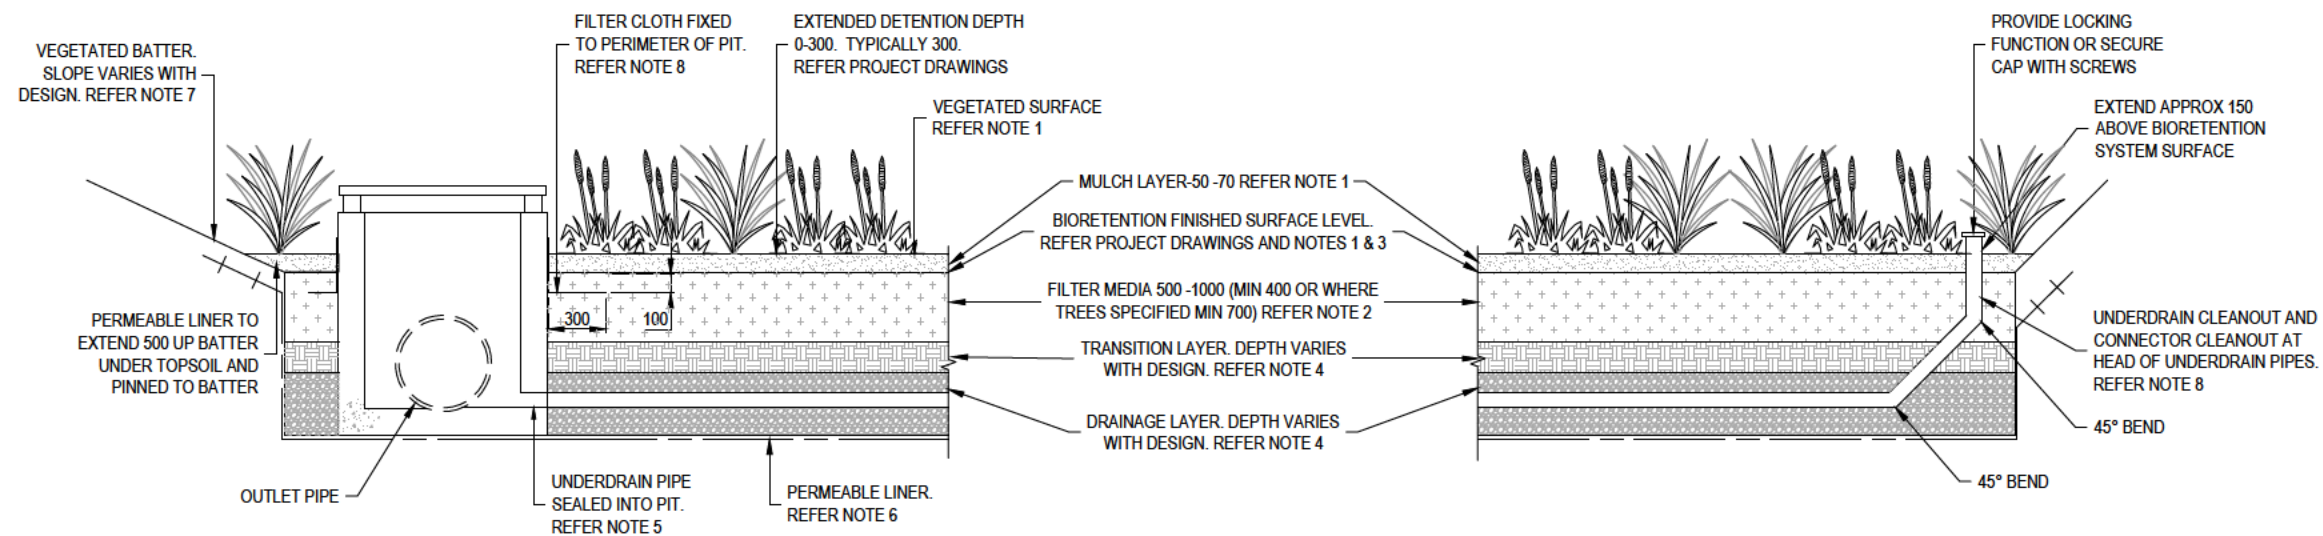 VEGETATED BATTER.
SLOPE VARIES WITH
DESIGN. REFER NOTE 7
FILTER CLOTH FIXED
TO PERIMETER OF PIT.
REFER NOTE 8
EXTENDED DETENTION DEPTH
0-300. TYPICALLY 300.
REFER PROJECT DRAWINGS
VEGETATED SURFACE
REFER NOTE 1
PROVIDE LOCKING
FUNCTION OR SECURE
CAP WITH SCREWS
EXTEND APPROX 150
ABOVE BIORETENTION
SYSTEM SURFACE
MULCH LAYER-50 -70 REFER NOTE 1
BIORETENTION FINISHED SURFACE LEVEL.
REFER PROJECT DRAWINGS AND NOTES 1 & 3
FILTER MEDIA 500 -1000 (MIN 400 OR WHERE
TREES SPECIFIED MIN 700) REFER NOTE 2
TRANSITION LAYER. DEPTH VARIES
WITH DESIGN. REFER NOTE 4
DRAINAGE LAYER. DEPTH VARIES
WITH DESIGN. REFER NOTE 4
300
100
PERMEABLE LINER TO
EXTEND 500 UP BATTER
UNDER TOPSOIL AND
PINNED TO BATTER
UNDERDRAIN CLEANOUT AND
CONNECTOR CLEANOUT AT
HEAD OF UNDERDRAIN PIPES.
REFER NOTE 8
45° BEND
45° BEND
OUTLET PIPE
UNDERDRAIN PIPE
SEALED INTO PIT.
REFER NOTE 5
PERMEABLE LINER.
REFER NOTE 6